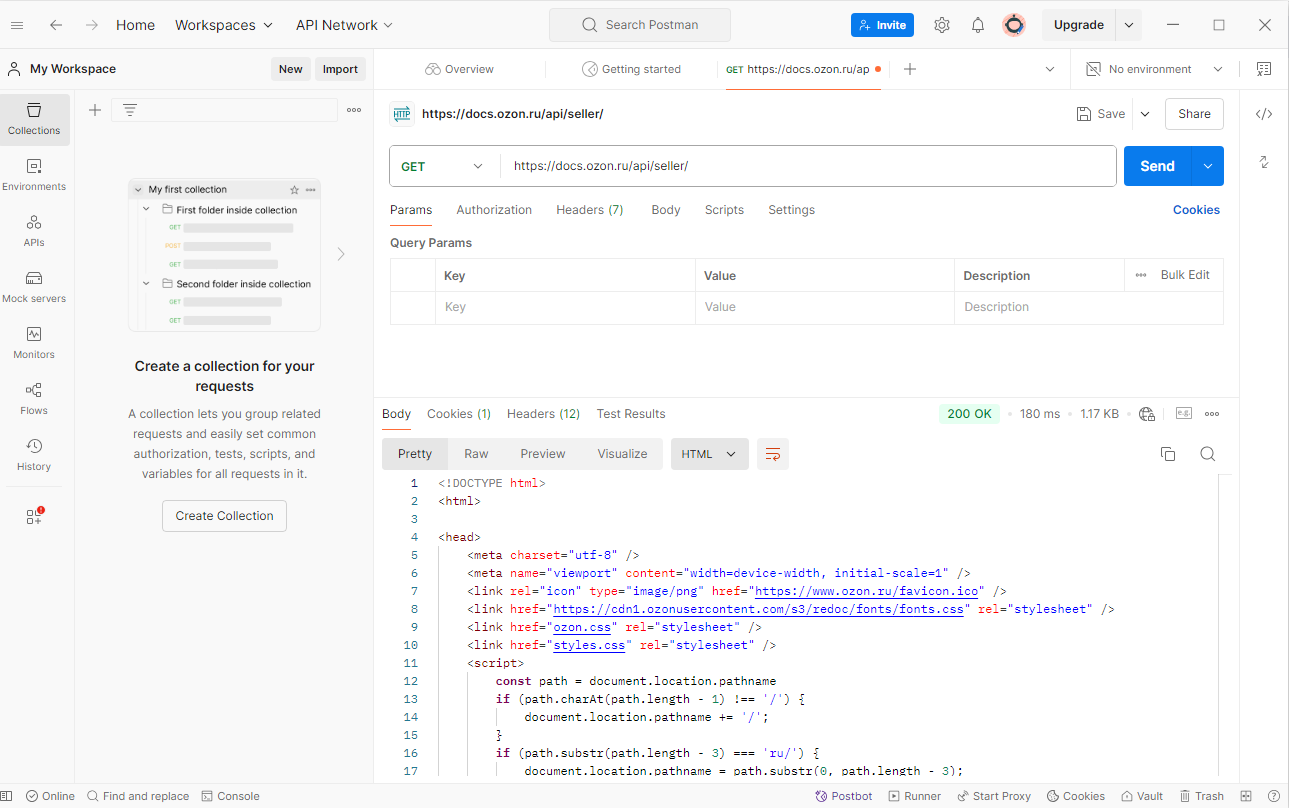 Home Workspaces API Network Search Postman Invite Upgrade
My Workspace New Import Overview Getting started GET https://docs.ozon.ru/ap No environment
Collections
Environments
APIs
Mock servers
Monitors
Flows
History
My first collection
First folder inside collection
GET
POST
GET
Second folder inside collection
GET
GET
Create a collection for your
requests
A collection lets you group related
requests and easily set common
authorization, tests, scripts, and
variables for all requests in it.
Create Collection
HTTP https://docs.ozon.ru/api/seller/ Save Share
GET https://docs.ozon.ru/api/seller/ Send
Params Authorization Headers (7) Body Scripts Settings Cookies
Query Params
Key Value Description Bulk Edit
Key Value Description
Body Cookies (1) Headers (12) Test Results 200 OK 180 ms 1.17 KB e.g.
Pretty Raw Preview Visualize HTML
1 <!DOCTYPE html>
2 <html>
3
4 <head>
5 <meta charset="utf-8" />
6 <meta name="viewport" content="width=device-width, initial-scale=1" />
7 <link rel="icon" type="image/png" href="https://www.ozon.ru/favicon.ico" />
8 <link href="https://cdn1.ozonusercontent.com/s3/redoc/fonts/fonts.css" rel="stylesheet" />
9 <link href="ozon.css" rel="stylesheet" />
10 <link href="styles.css" rel="stylesheet" />
11 <script>
12 const path = document.location.pathname
13 if (path.charAt(path.length - 1) !== '/') {
14 document.location.pathname += '/';
15 }
16 if (path.substr(path.length - 3) === 'ru/') {
17 document.location.pathname = path.substr(0, path.length - 3);
Online Find and replace Console Postbot Runner Start Proxy Cookies Vault Trash